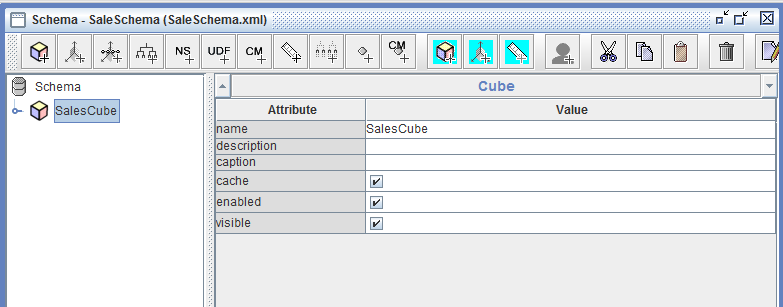 Schema - SaleSchema (SaleSchema.xml)
NS UDF CM CM
Schema
SalesCube
Cube
Attribute Value
name SalesCube
description
caption
cache
enabled
visible